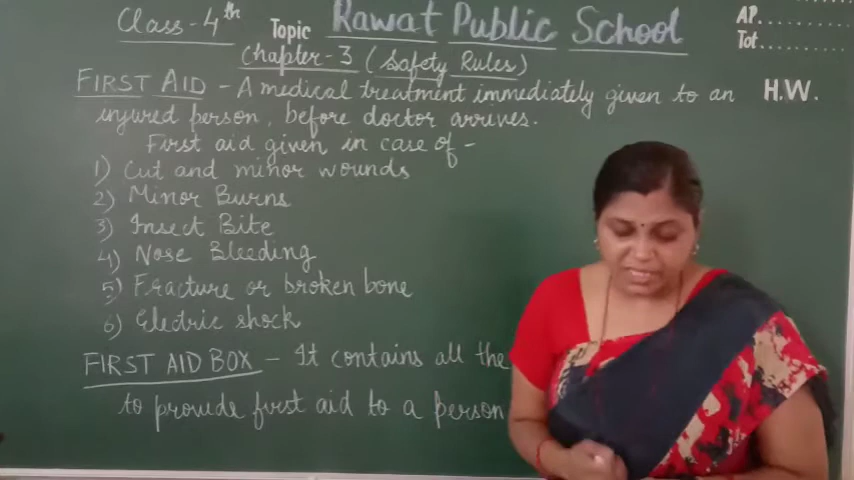 Class - 4th Topic Rawat Public School AP...........
Tot..............
Chapter - 3 (Safety Rules)
FIRST AID - A medical treatment immediately given to an H.W.
injured person, before doctor arrives.
First aid given in case of -
1) Cut and minor wounds
2) Minor Burns
3) Insect Bite
4) Nose Bleeding
5) Fracture or broken bone
6) Electric shock
FIRST AID BOX - It contains all the
to provide first aid to a person